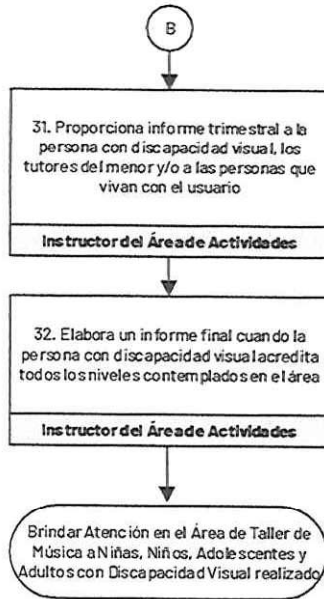 B
31. Proporciona informe trimestral a la
persona con discapacidad visual, los
tutores del menor y/o a las personas que
vivan con el usuario
Instructor del Área de Actividades
32. Elabora un informe final cuando la
persona con discapacidad visual acredita
todos los niveles contemplados en el área
Instructor del Área de Actividades
Brindar Atención en el Área de Taller de
Música a Niñas, Niños, Adolescentes y
Adultos con Discapacidad Visual realizado